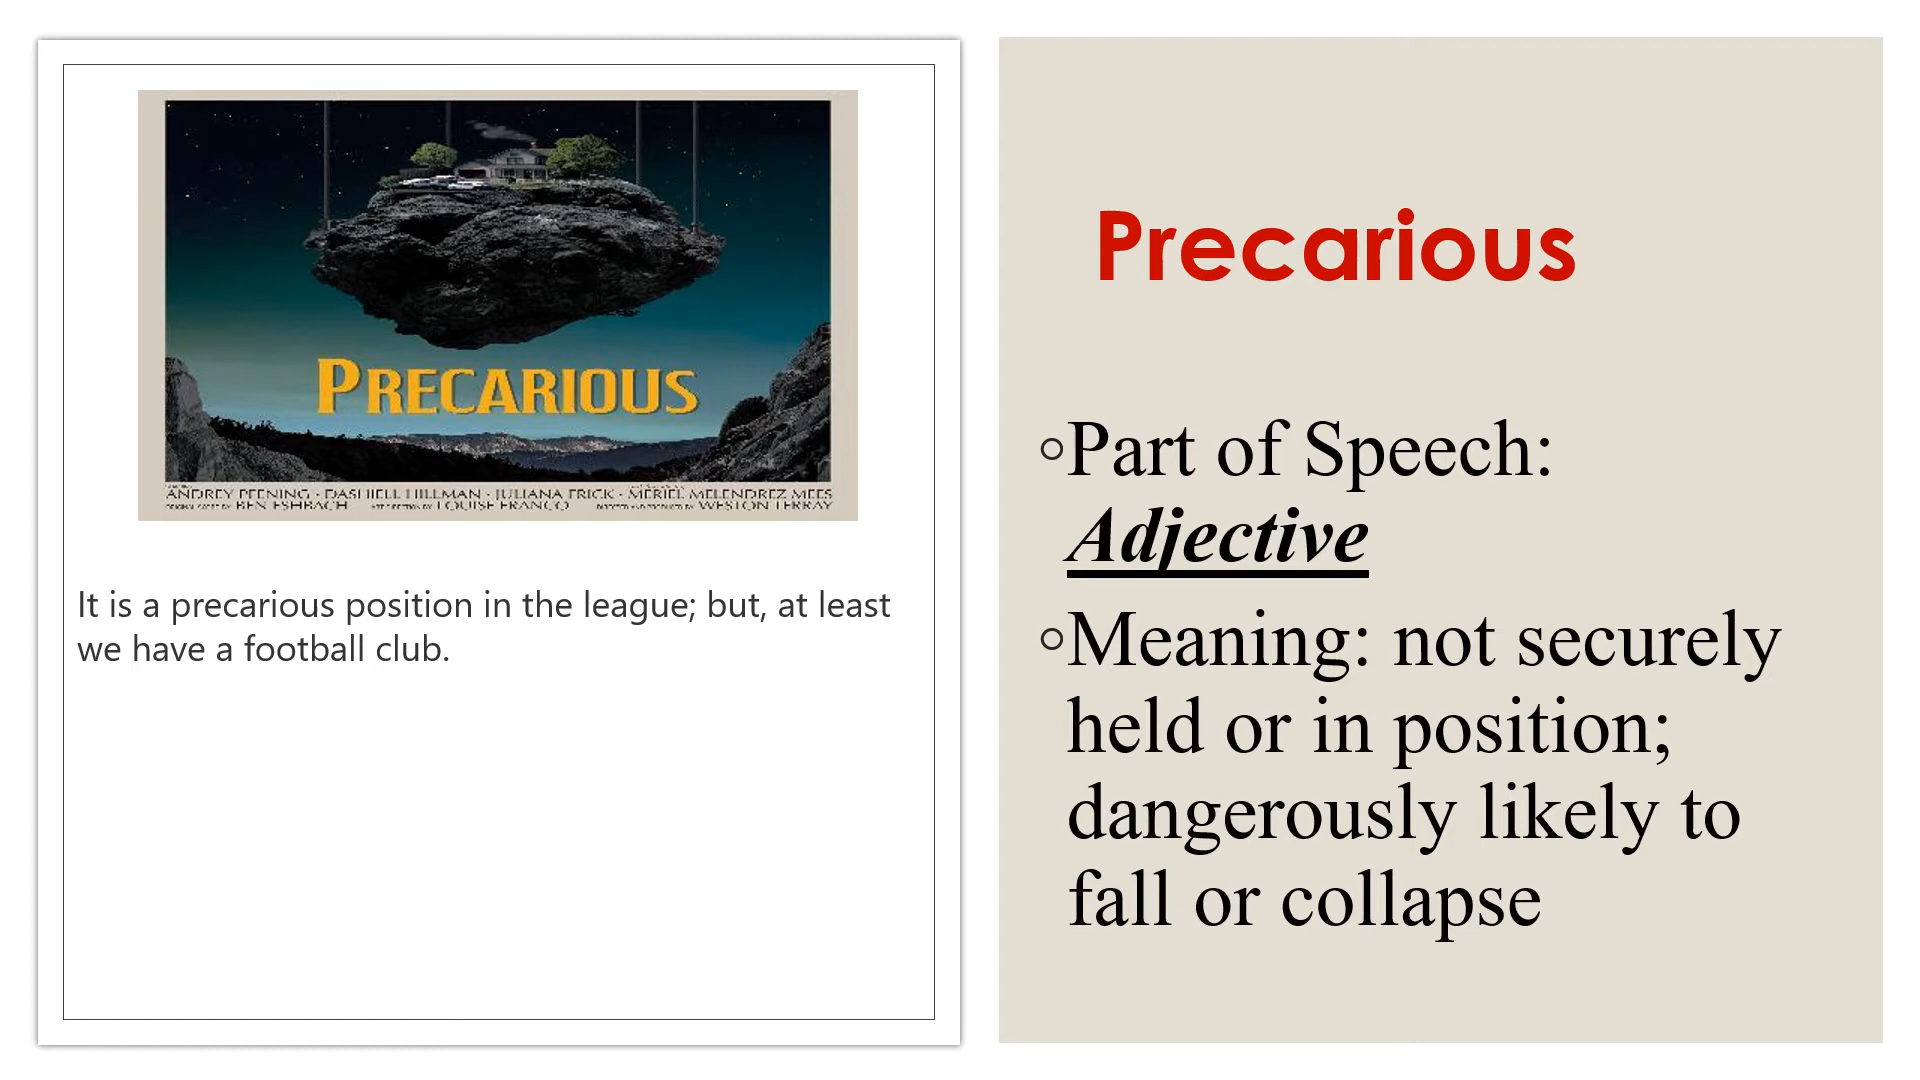 PRECARIOUS
ANDREY PFENING · DASHIELL HILLMAN · JULIANA FRICK · MERIEL MELENDREZ MEES
BEN ESHBACH LOUISE FRANCO WESTON TERRAY
It is a precarious position in the league; but, at least
we have a football club.
Precarious
◦Part of Speech:
Adjective
◦Meaning: not securely
held or in position;
dangerously likely to
fall or collapse